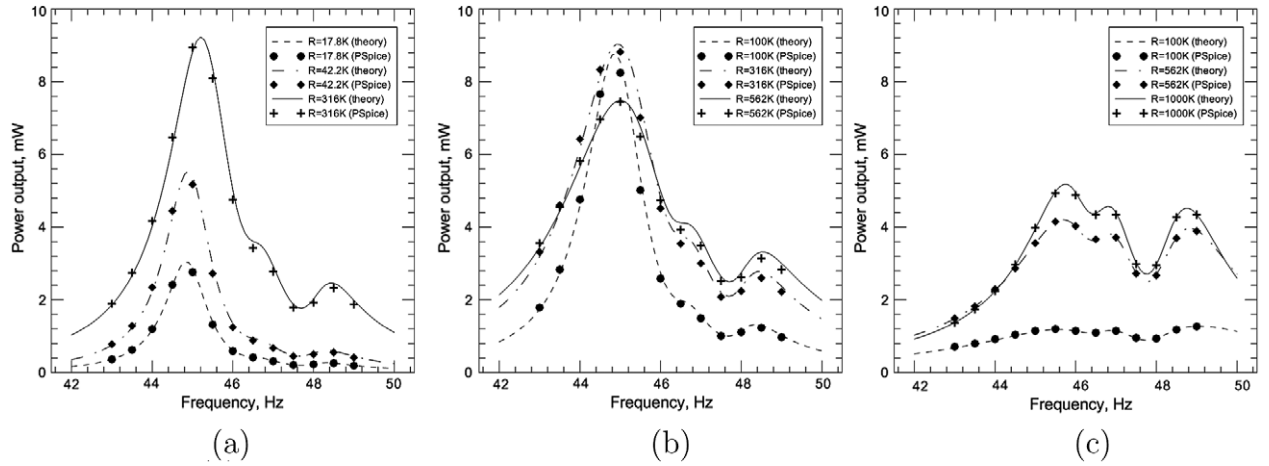 10
8
6
4
2
0
Power output, mW
R=17.8K (theory)
R=17.8K (PSpice)
R=42.2K (theory)
R=42.2K (PSpice)
R=316K (theory)
R=316K (PSpice)
42 44 46 48 50
Frequency, Hz
(a)
10
8
6
4
2
0
Power output, mW
R=100K (theory)
R=100K (PSpice)
R=316K (theory)
R=316K (PSpice)
R=562K (theory)
R=562K (PSpice)
42 44 46 48 50
Frequency, Hz
(b)
10
8
6
4
2
0
Power output, mW
R=100K (theory)
R=100K (PSpice)
R=562K (theory)
R=562K (PSpice)
R=1000K (theory)
R=1000K (PSpice)
42 44 46 48 50
Frequency, Hz
(c)